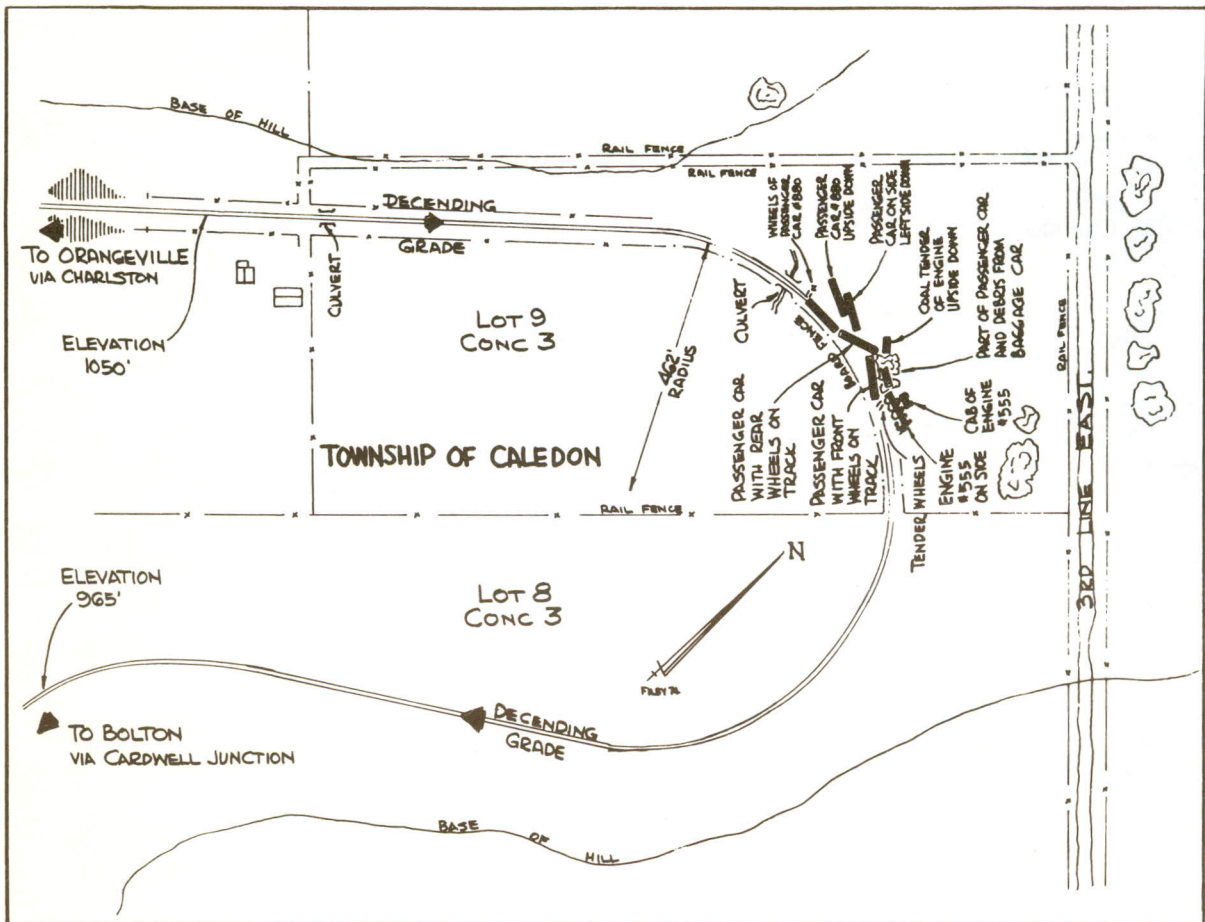 BASE OF HILL
RAIL FENCE
RAIL FENCE
DECENDING
GRADE
TO ORANGEVILLE
VIA CHARLSTON
CULVERT
ELEVATION
1050'
LOT 9
CONC 3
462'
RADIUS
CULVERT
FENCE
WHEELS OF
PASSENGER
CAR #880
PASSENGER
CAR #880
UPSIDE DOWN
PASSENGER
CAR ON SIDE
LEFT SIDE DOWN
COAL TENDER
OF ENGINE
UPSIDE DOWN
PART OF PASSENGER CAR
AND DEBRIS FROM
BAGGAGE CAR
RAIL FENCE
TOWNSHIP OF CALEDON
PASSENGER CAR
WITH REAR
WHEELS ON
TRACK
PASSENGER CAR
WITH FRONT
WHEELS ON
TRACK
TENDER WHEELS
ENGINE
#555
ON SIDE
CAB OF
ENGINE
#555
RAIL FENCE
3RD LINE EAST.
N
ELEVATION
965'
LOT 8
CONC 3
DECENDING
GRADE
TO BOLTON
VIA CARDWELL JUNCTION
BASE OF HILL